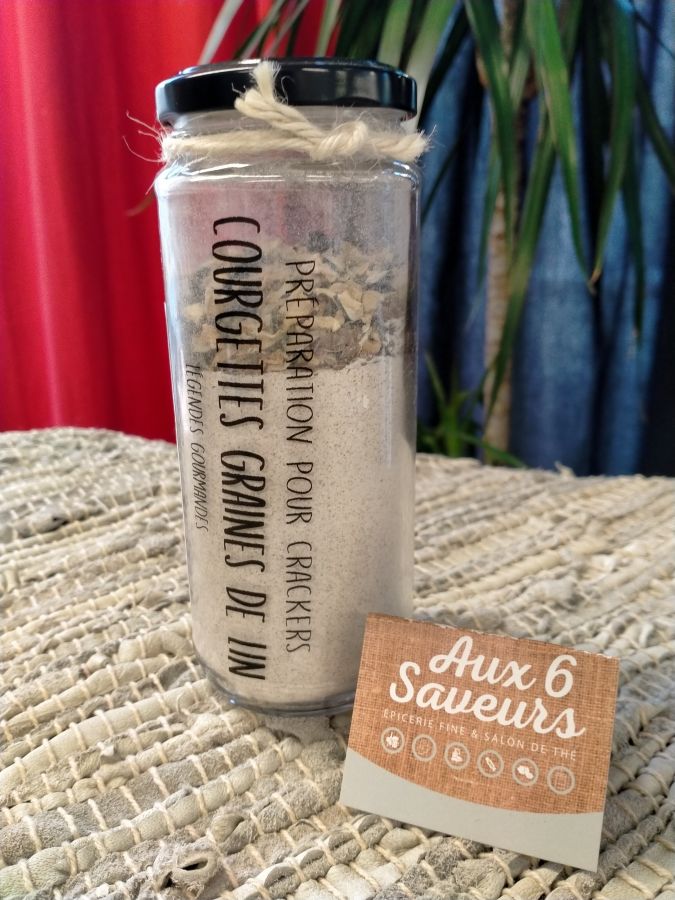 PRÉPARATION POUR CRACKERS
COURGETTES GRAINES DE LIN
LÉGENDES GOURMANDES
Aux 6
Saveurs
ÉPICERIE FINE & SALON DE THÉ